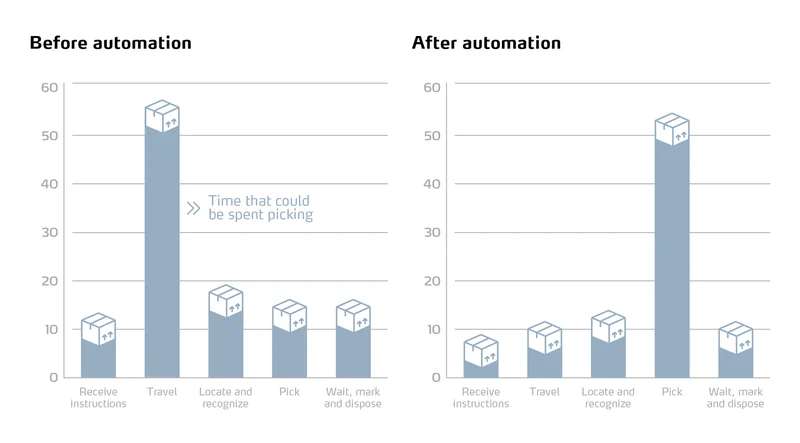 Before automation
60
50
40
30
20
10
0
Time that could
be spent picking
Receive
instructions
Travel
Locate and
recognize
Pick
Wait, mark
and dispose
After automation
60
50
40
30
20
10
0
Receive
instructions
Travel
Locate and
recognize
Pick
Wait, mark
and dispose